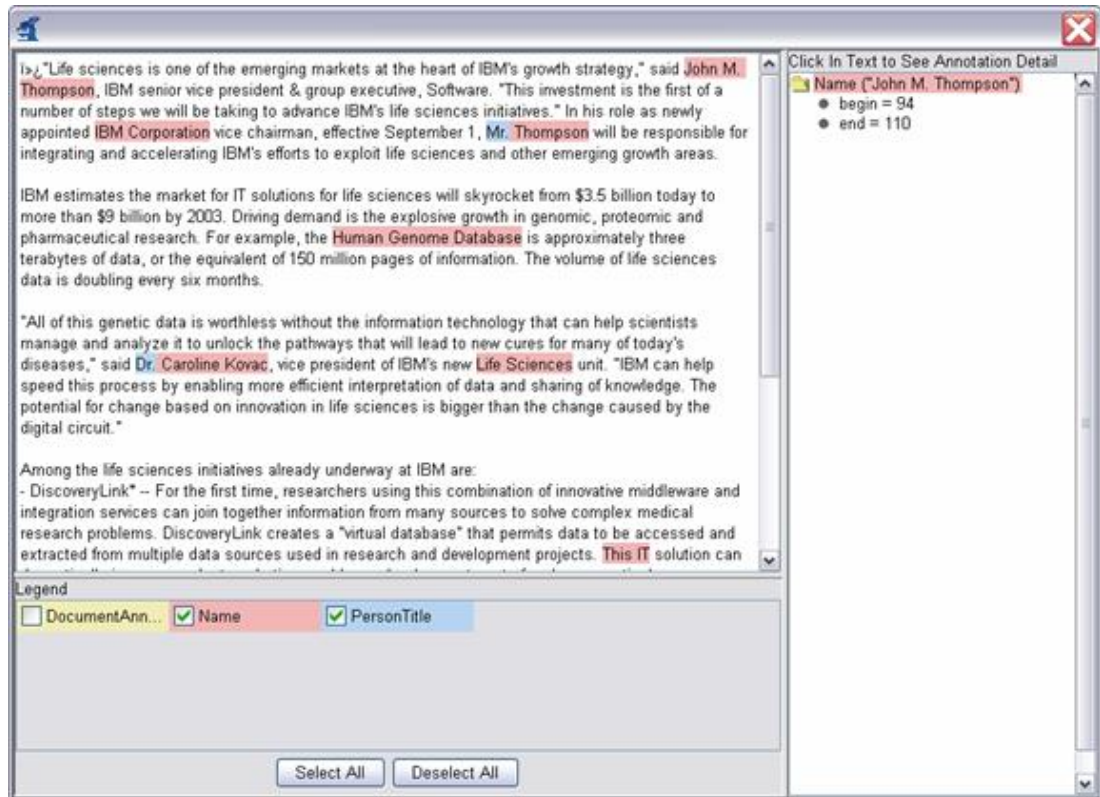 ï»¿"Life sciences is one of the emerging markets at the heart of IBM's growth strategy," said John M.
Thompson, IBM senior vice president & group executive, Software. "This investment is the first of a
number of steps we will be taking to advance IBM's life sciences initiatives." In his role as newly
appointed IBM Corporation vice chairman, effective September 1, Mr. Thompson will be responsible for
integrating and accelerating IBM's efforts to exploit life sciences and other emerging growth areas.
IBM estimates the market for IT solutions for life sciences will skyrocket from $3.5 billion today to
more than $9 billion by 2003. Driving demand is the explosive growth in genomic, proteomic and
pharmaceutical research. For example, the Human Genome Database is approximately three
terabytes of data, or the equivalent of 150 million pages of information. The volume of life sciences
data is doubling every six months.
"All of this genetic data is worthless without the information technology that can help scientists
manage and analyze it to unlock the pathways that will lead to new cures for many of today's
diseases," said Dr. Caroline Kovac, vice president of IBM's new Life Sciences unit. "IBM can help
speed this process by enabling more efficient interpretation of data and sharing of knowledge. The
potential for change based on innovation in life sciences is bigger than the change caused by the
digital circuit."
Among the life sciences initiatives already underway at IBM are:
- DiscoveryLink* -- For the first time, researchers using this combination of innovative middleware and
integration services can join together information from many sources to solve complex medical
research problems. DiscoveryLink creates a "virtual database" that permits data to be accessed and
extracted from multiple data sources used in research and development projects. This IT solution can
Click In Text to See Annotation Detail
Name ("John M. Thompson")
begin = 94
end = 110
Legend
DocumentAnn... Name PersonTitle
Select All Deselect All